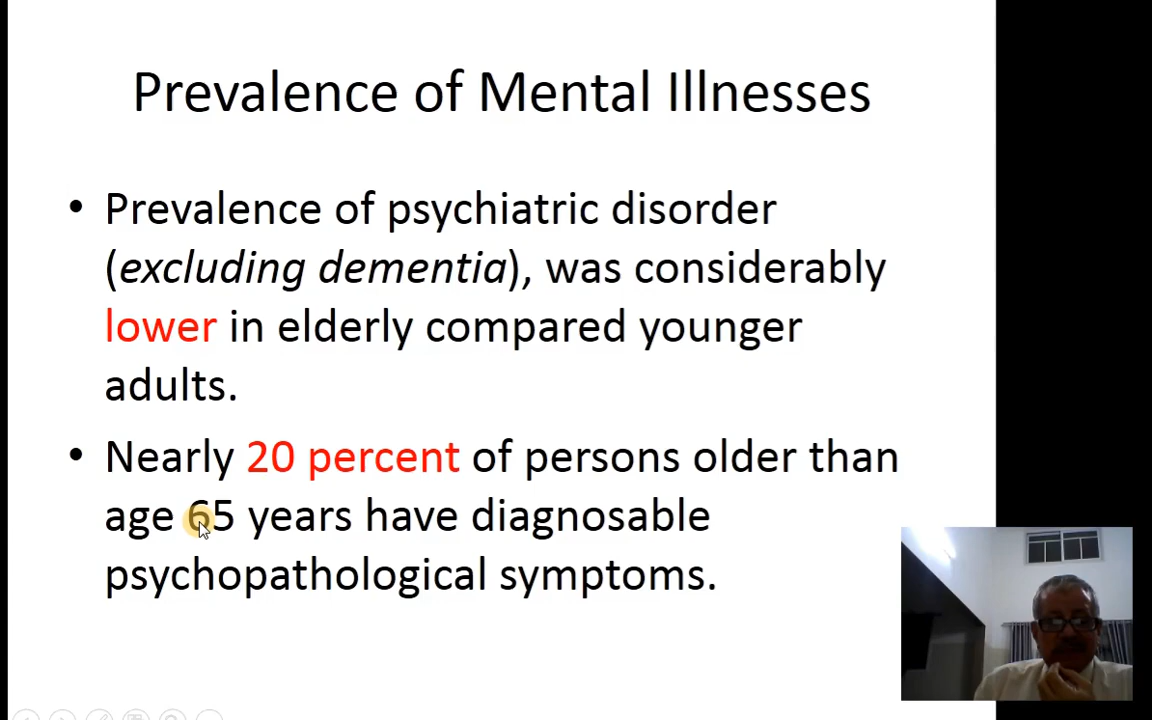 Prevalence of Mental Illnesses
• Prevalence of psychiatric disorder
(excluding dementia), was considerably
lower in elderly compared younger
adults.
• Nearly 20 percent of persons older than
age 65 years have diagnosable
psychopathological symptoms.